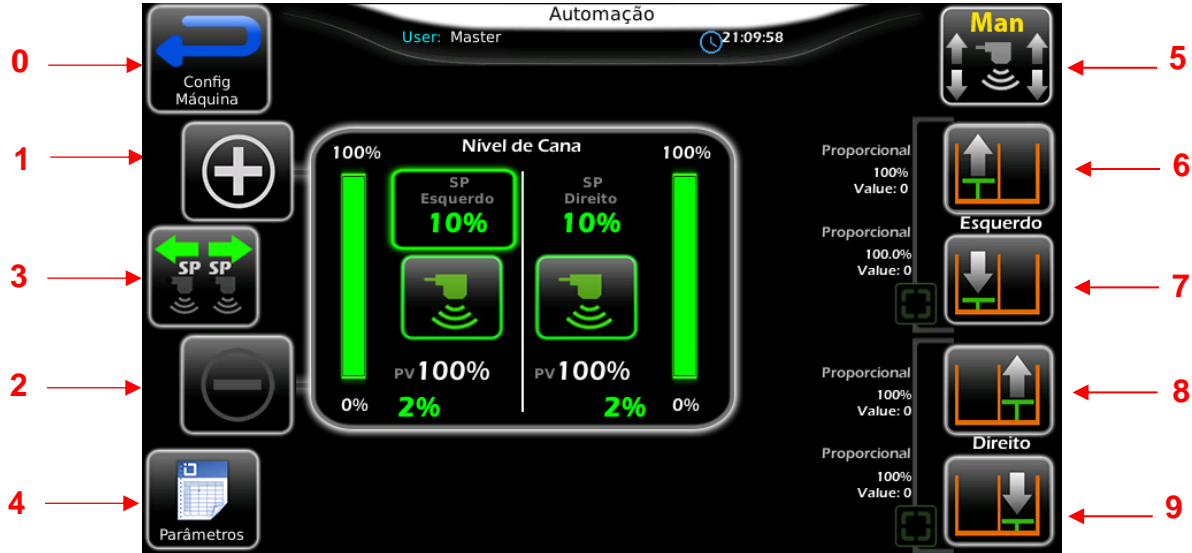 Automação
User: Master
21:09:58
0
Config
Máquina
Man
5
1
100%
Nível de Cana
100%
SP
Esquerdo
10%
SP
Direito
10%
Proporcional
100%
Value: 0
6
Esquerdo
3
SP SP
Proporcional
100.0%
Value: 0
7
2
PV 100%
PV 100%
0%
2%
2%
0%
Proporcional
100%
Value: 0
8
Direito
4
Parâmetros
Proporcional
100%
Value: 0
9